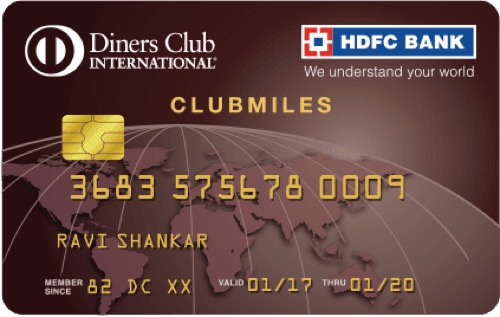 Diners Club
INTERNATIONAL®
HDFC BANK
We understand your world
CLUBMILES
3683 575678 0009
RAVI SHANKAR
MEMBER SINCE 82 DC XX VALID 01/17 THRU 01/20